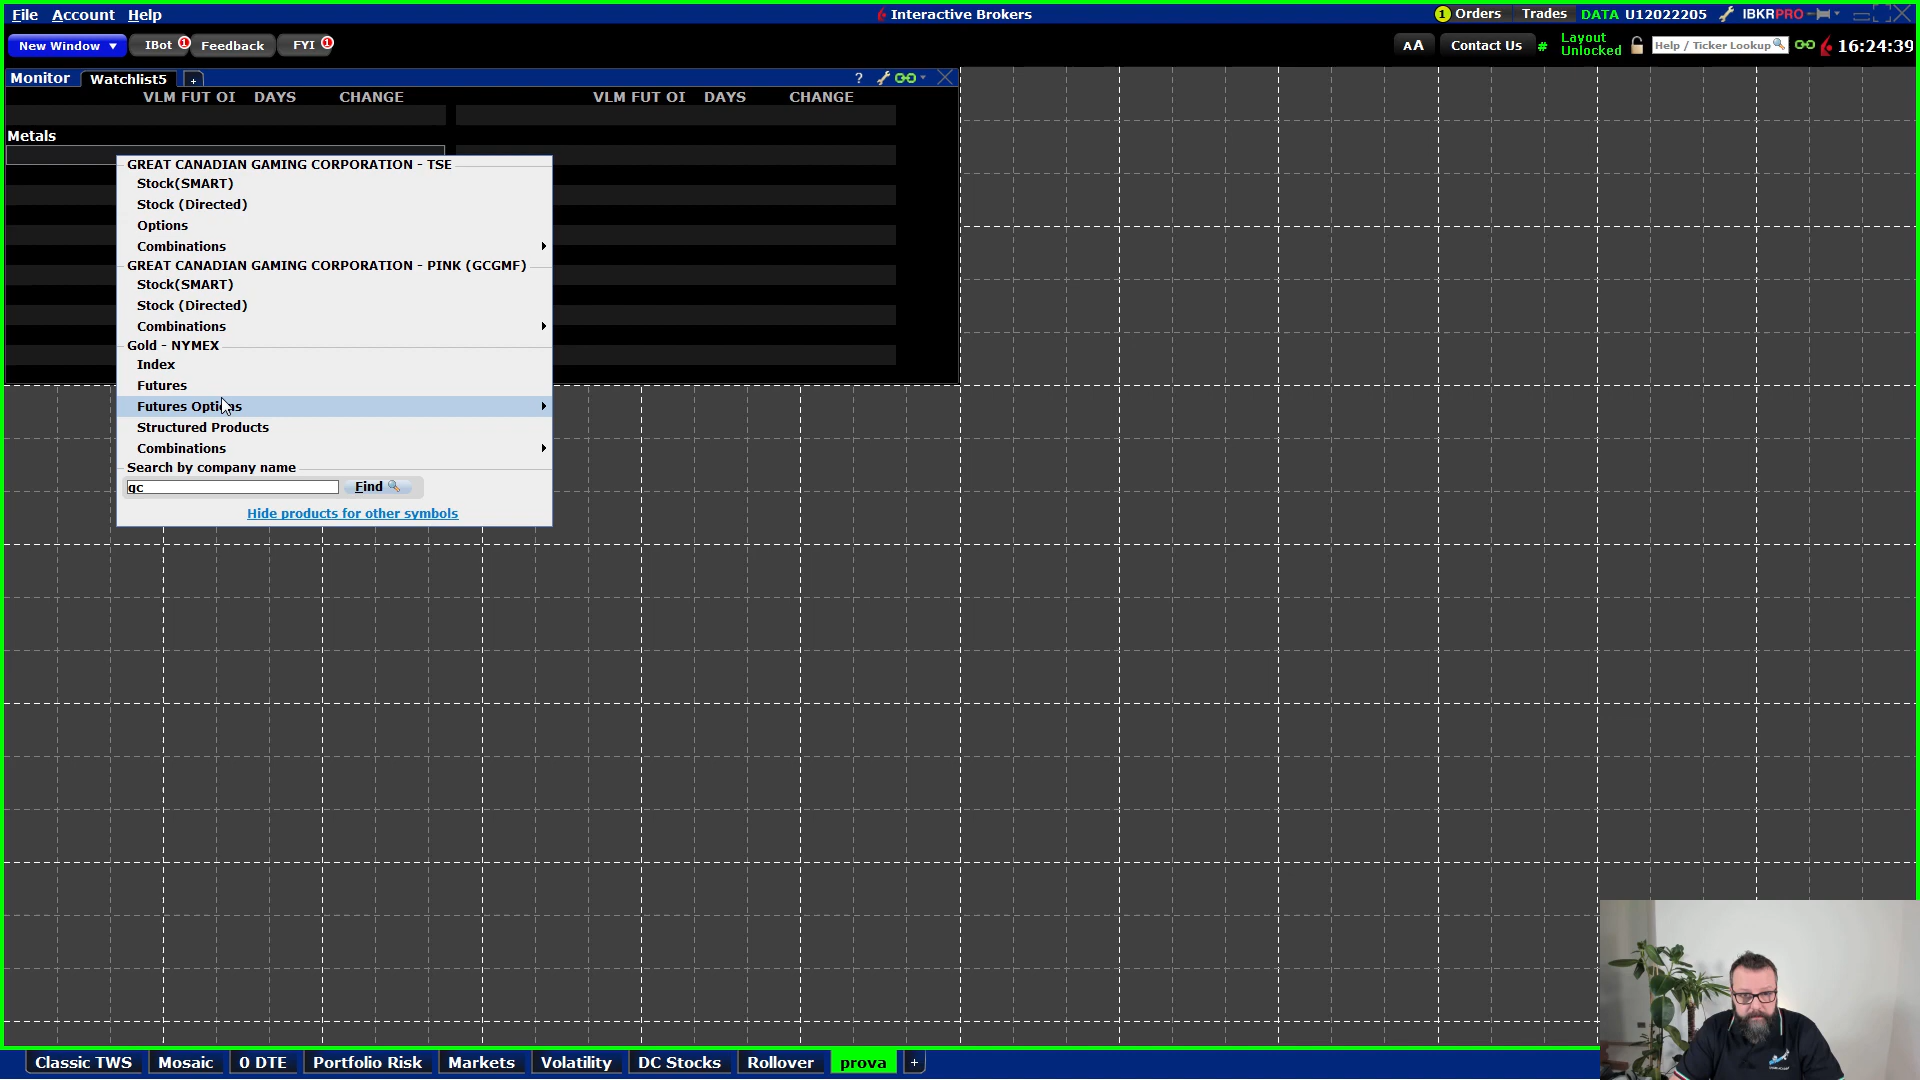 File Account Help
Interactive Brokers
1 Orders Trades DATA U12022205 IBKRPRO
New Window IBot 1 Feedback FYI 1
AA Contact Us # Layout Unlocked Help / Ticker Lookup 16:24:39
Monitor Watchlist5 + ?
VLM FUT OI DAYS CHANGE VLM FUT OI DAYS CHANGE
Metals
GREAT CANADIAN GAMING CORPORATION - TSE
Stock(SMART)
Stock (Directed)
Options
Combinations
GREAT CANADIAN GAMING CORPORATION - PINK (GCGMF)
Stock(SMART)
Stock (Directed)
Combinations
Gold - NYMEX
Index
Futures
Futures Options
Structured Products
Combinations
Search by company name
gc Find
Hide products for other symbols
Classic TWS Mosaic 0 DTE Portfolio Risk Markets Volatility DC Stocks Rollover prova +